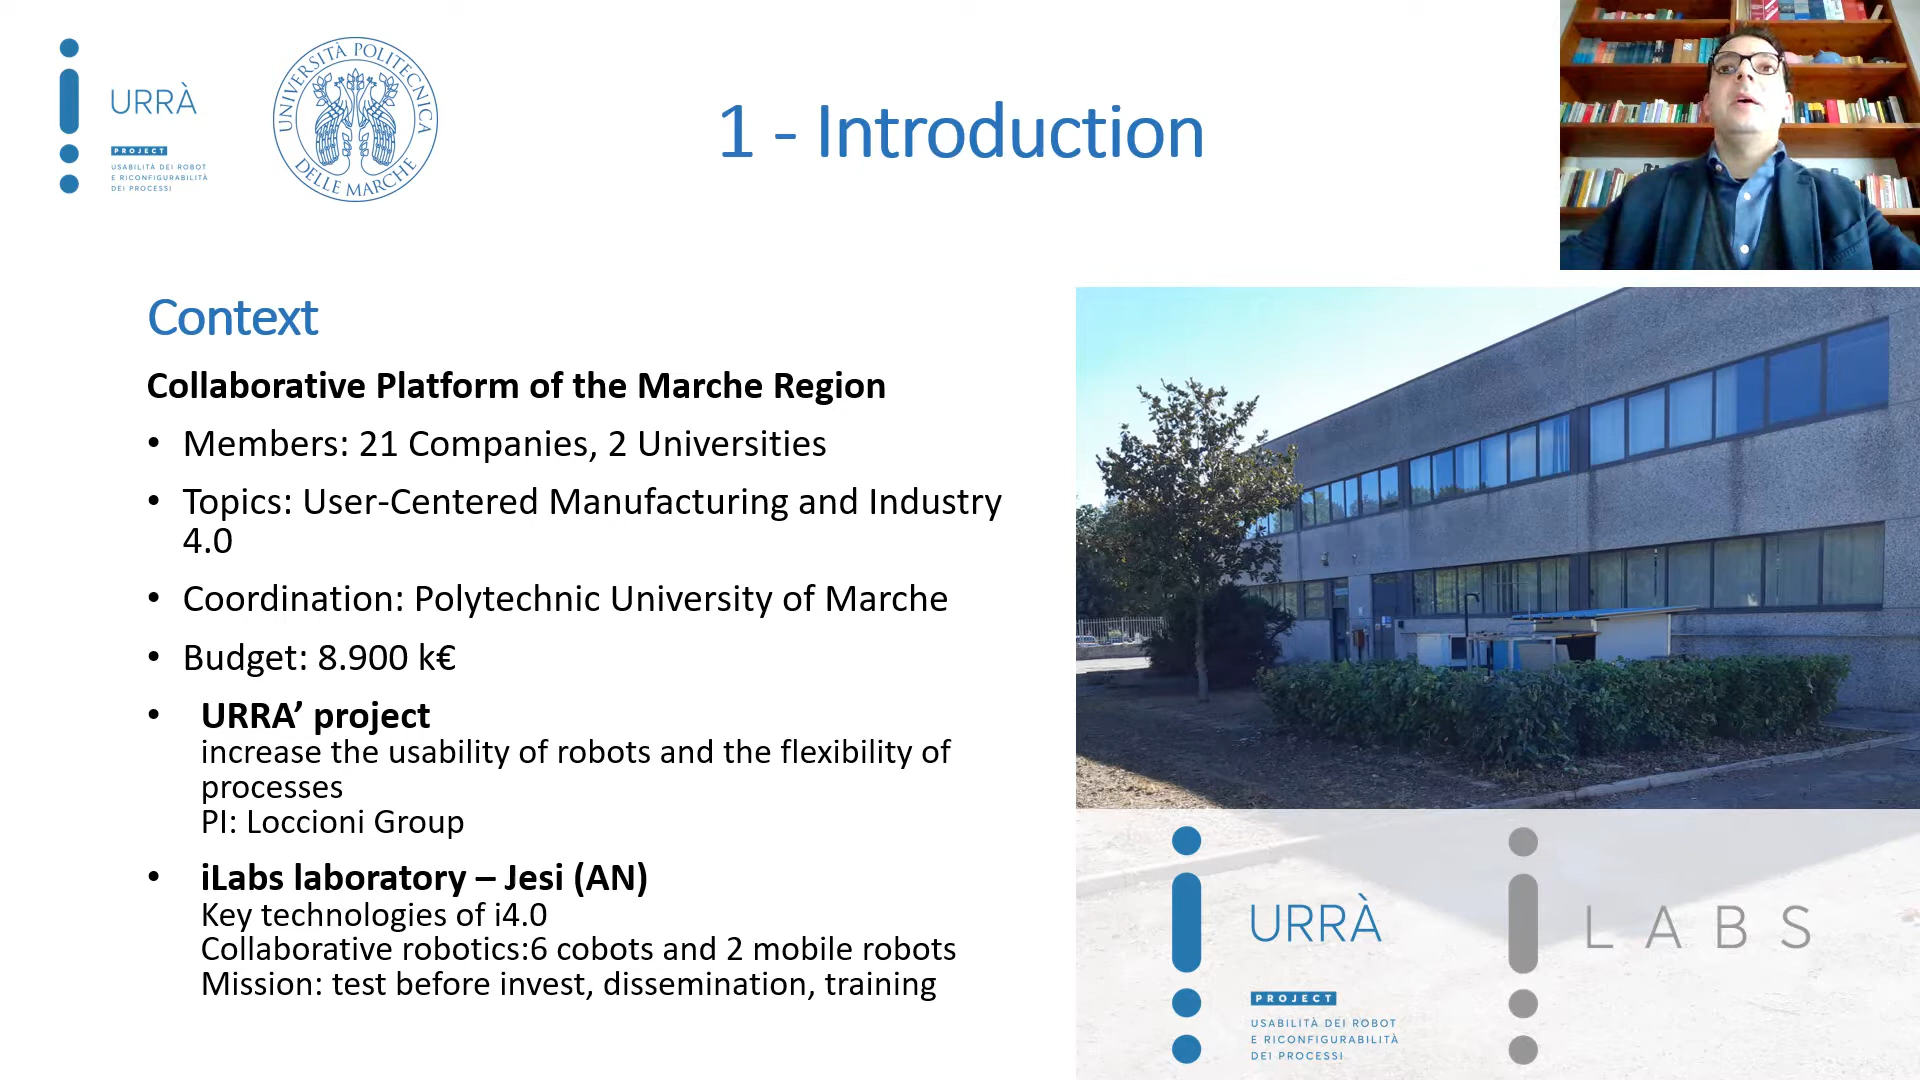 URRÀ
PROJECT
USABILITÀ DEI ROBOT
E RICONFIGURABILITÀ
DEI PROCESSI
UNIVERSITÀ POLITECNICA
DELLE MARCHE
1 - Introduction
Context
Collaborative Platform of the Marche Region
• Members: 21 Companies, 2 Universities
• Topics: User-Centered Manufacturing and Industry
4.0
• Coordination: Polytechnic University of Marche
• Budget: 8.900 k€
• URRA’ project
increase the usability of robots and the flexibility of
processes
PI: Loccioni Group
• iLabs laboratory – Jesi (AN)
Key technologies of i4.0
Collaborative robotics:6 cobots and 2 mobile robots
Mission: test before invest, dissemination, training
URRÀ
PROJECT
USABILITÀ DEI ROBOT
E RICONFIGURABILITÀ
DEI PROCESSI
LABS